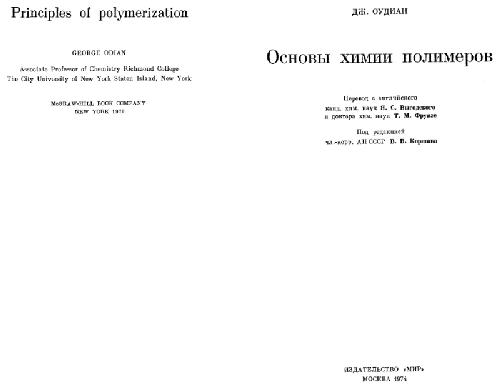 Principles of polymerization
GEORGE ODIAN
Associate Professor of Chemistry Richmond College
The City University of New York Staten Island, New York
McGRAW-HILL BOOK COMPANY
NEW YORK 1970
ДЖ. ОУДИАН
Основы химии полимеров
Перевод с английского
канд. хим. наук Я. С. Выгодского
и доктора хим. наук Т. М. Фрунзе
Под редакцией
чл.-корр. АН СССР В. В. Коршака
ИЗДАТЕЛЬСТВО «МИР»
МОСКВА 1974